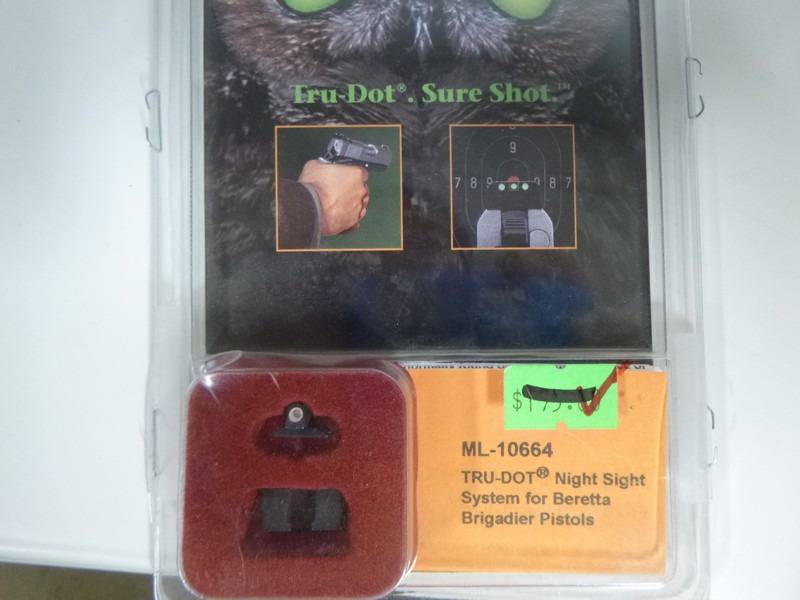 Tru-Dot®. Sure Shot.™
9
7 8 9 9 8 7
ML-10664
TRU-DOT® Night Sight
System for Beretta
Brigadier Pistols